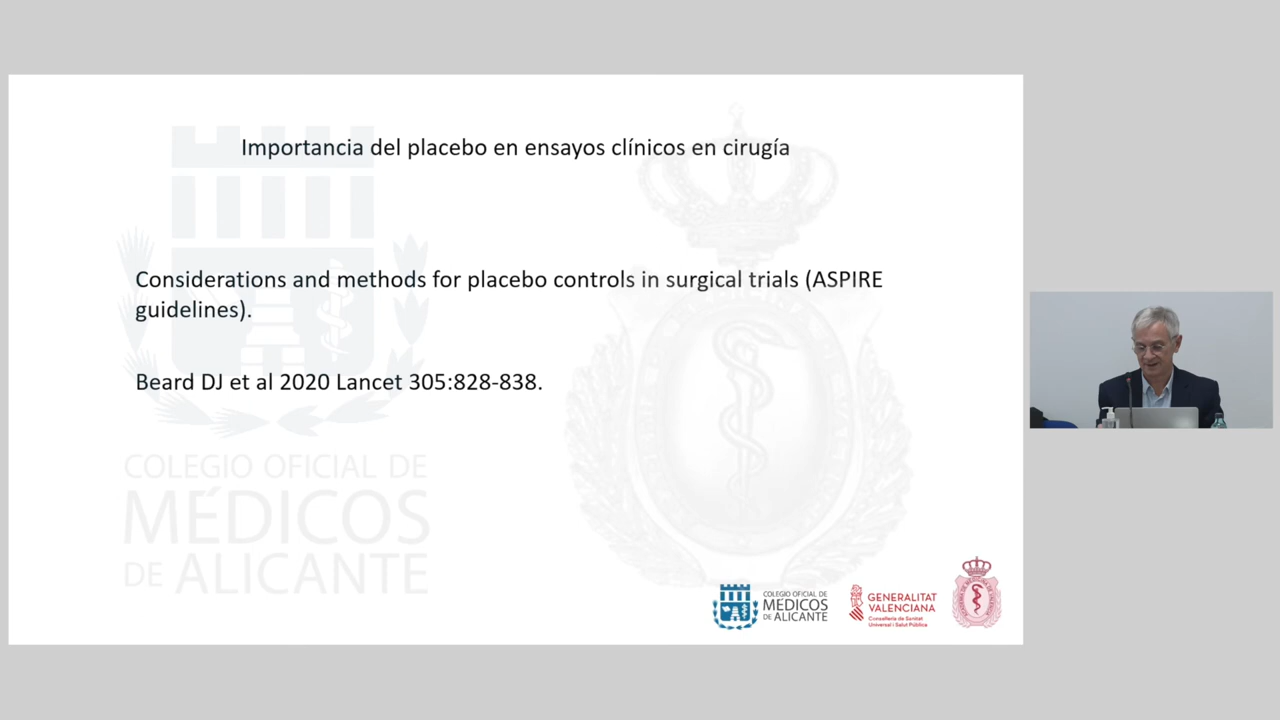 Importancia del placebo en ensayos clínicos en cirugía
Considerations and methods for placebo controls in surgical trials (ASPIRE
guidelines).
Beard DJ et al 2020 Lancet 305:828-838.
COLEGIO OFICIAL DE
MÉDICOS
DE ALICANTE
COLEGIO OFICIAL DE
MÉDICOS
DE ALICANTE
GENERALITAT
VALENCIANA
Conselleria de Sanitat
Universal i Salut Pública